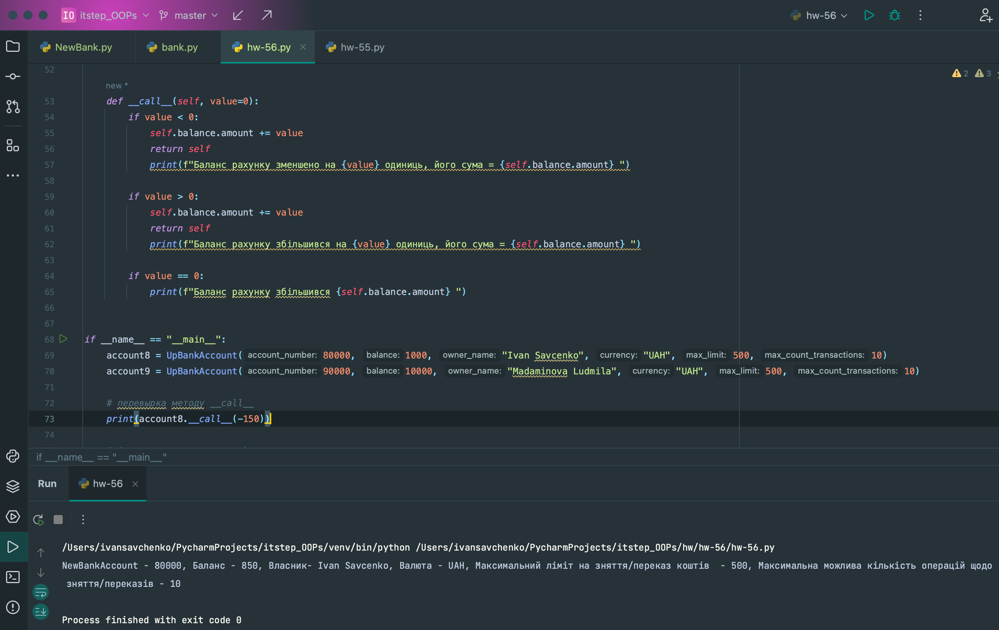 IO itstep_OOPs master hw-56
NewBank.py bank.py hw-56.py hw-55.py
52
2 3
new *
53 def __call__(self, value=0):
54 if value < 0:
55 self.balance.amount += value
56 return self
57 print(f"Баланс рахунку зменшено на {value} одиниць, його сума = {self.balance.amount} ")
58
59 if value > 0:
60 self.balance.amount += value
61 return self
62 print(f"Баланс рахунку збільшився на {value} одиниць, його сума = {self.balance.amount} ")
63
64 if value == 0:
65 print(f"Баланс рахунку збільшився {self.balance.amount} ")
66
67
68 if __name__ == "__main__":
69 account8 = UpBankAccount( account_number: 80000, balance: 1000, owner_name: "Ivan Savcenko", currency: "UAH", max_limit: 500, max_count_transactions: 10)
70 account9 = UpBankAccount( account_number: 90000, balance: 10000, owner_name: "Madaminova Ludmila", currency: "UAH", max_limit: 500, max_count_transactions: 10)
71
72 # перевырка методу __call__
73 print(account8.__call__(-150))
74
if __name__ == "__main__"
Run hw-56
/Users/ivansavchenko/PycharmProjects/itstep_OOPs/venv/bin/python /Users/ivansavchenko/PycharmProjects/itstep_OOPs/hw/hw-56/hw-56.py
NewBankAccount - 80000, Баланс - 850, Власник- Ivan Savcenko, Валюта - UAH, Максимальний ліміт на зняття/переказ коштів  - 500, Максимальна можлива кількість операцій щодо
зняття/переказів - 10
Process finished with exit code 0